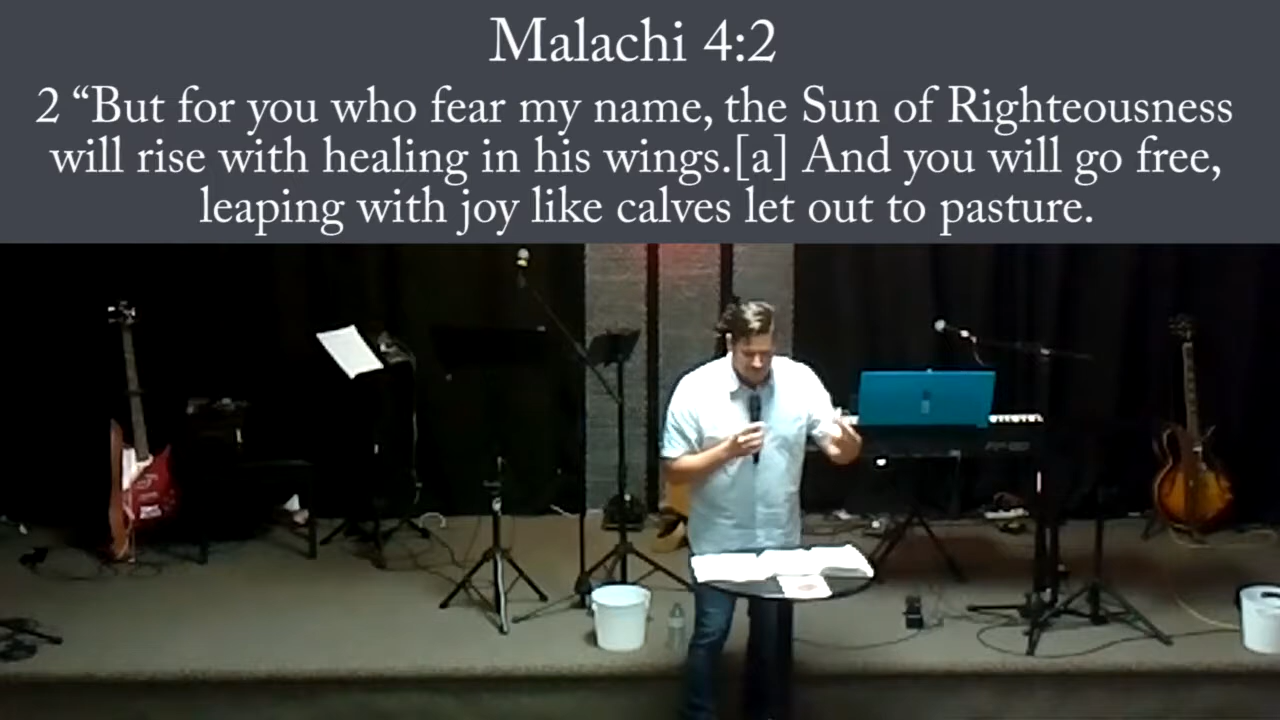 Malachi 4:2
2 “But for you who fear my name, the Sun of Righteousness
will rise with healing in his wings.[a] And you will go free,
leaping with joy like calves let out to pasture.